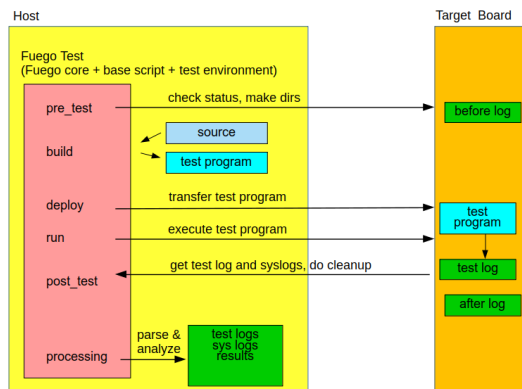 Host
Target Board
Fuego Test
(Fuego core + base script + test environment)
pre_test
check status, make dirs
before log
source
build
test program
deploy
transfer test program
test
program
run
execute test program
get test log and syslogs, do cleanup
test log
post_test
after log
parse &
analyze
test logs
sys logs
results
processing